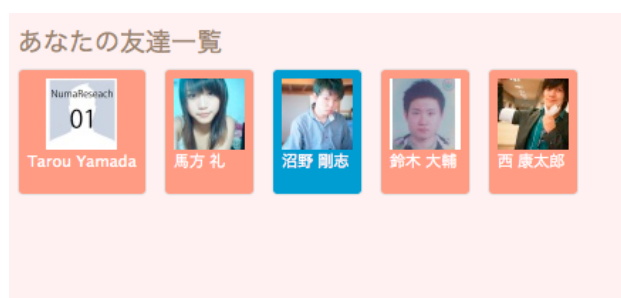 あなたの友達一覧
NumaReseach
01
Tarou Yamada
馬方 礼
沼野 剛志
鈴木 大輔
西 康太郎